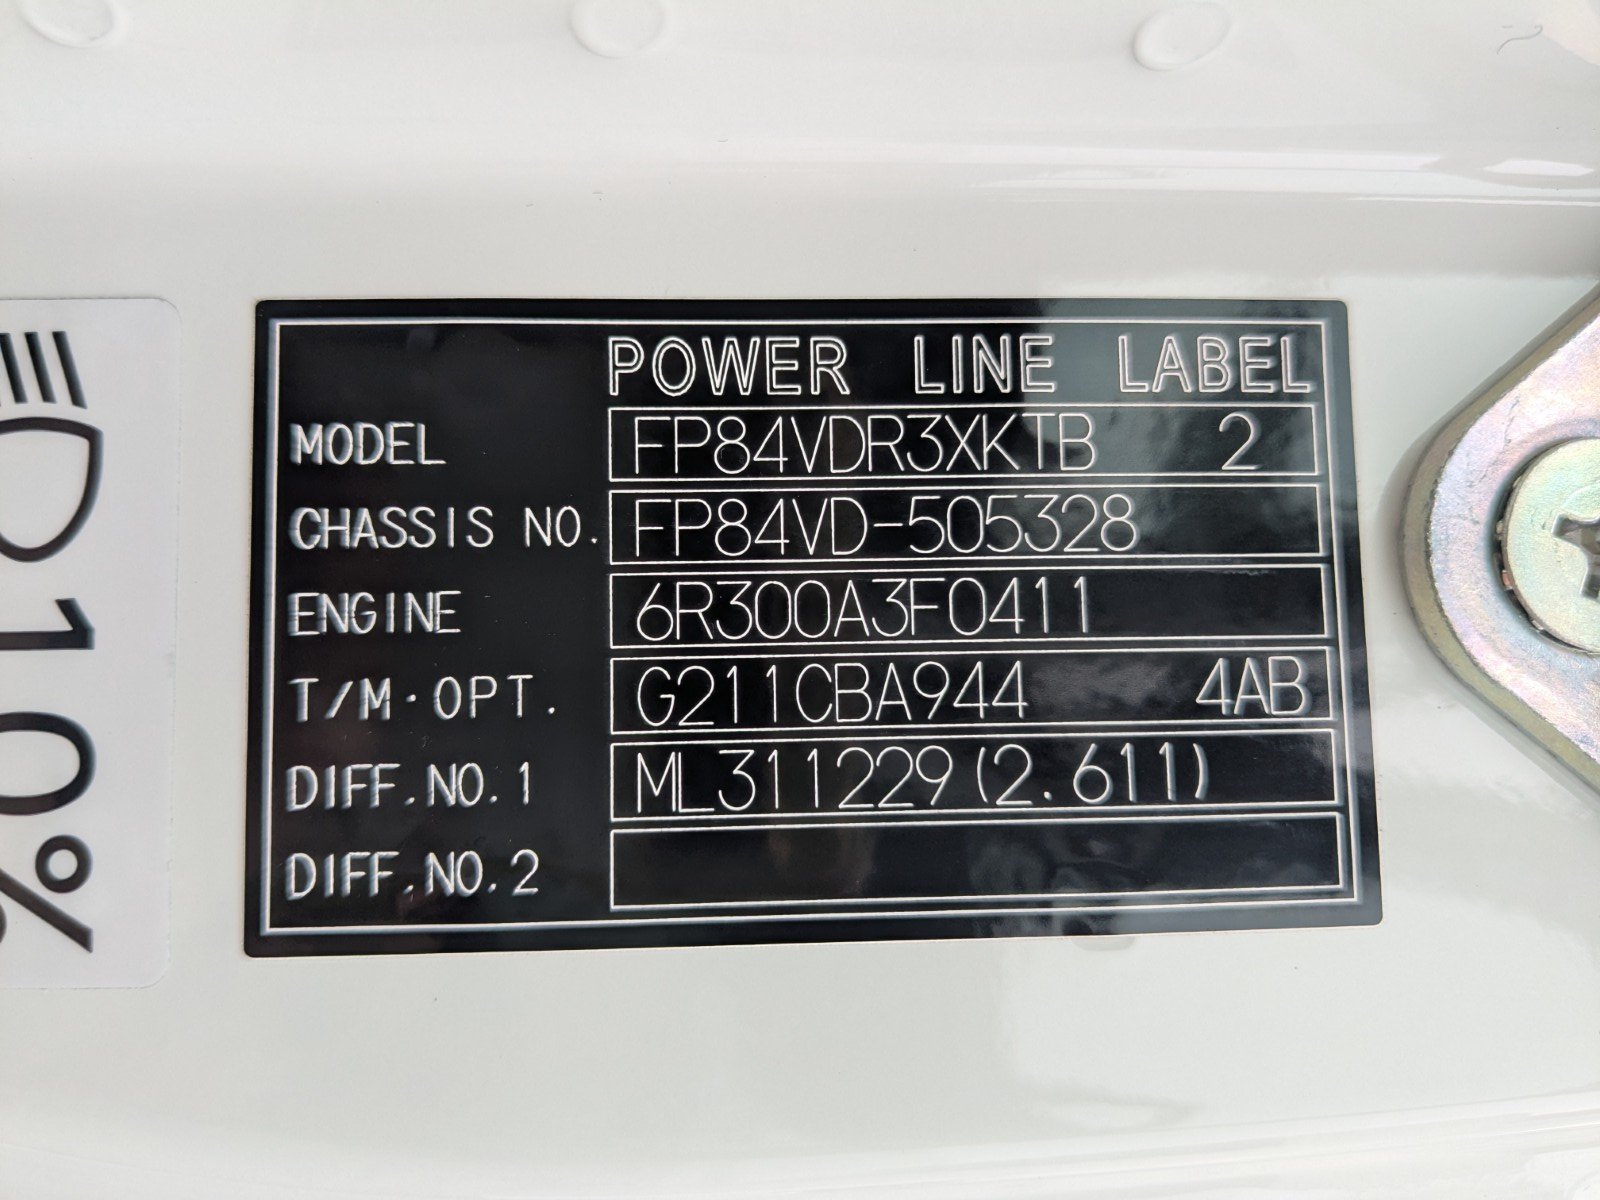 POWER LINE LABEL
MODEL FP84VDR3XKTB 2
CHASSIS NO. FP84VD-505328
ENGINE 6R300A3F0411
T/M·OPT. G211CBA944 4AB
DIFF.NO.1 ML311229(2.611)
DIFF.NO.2
10%